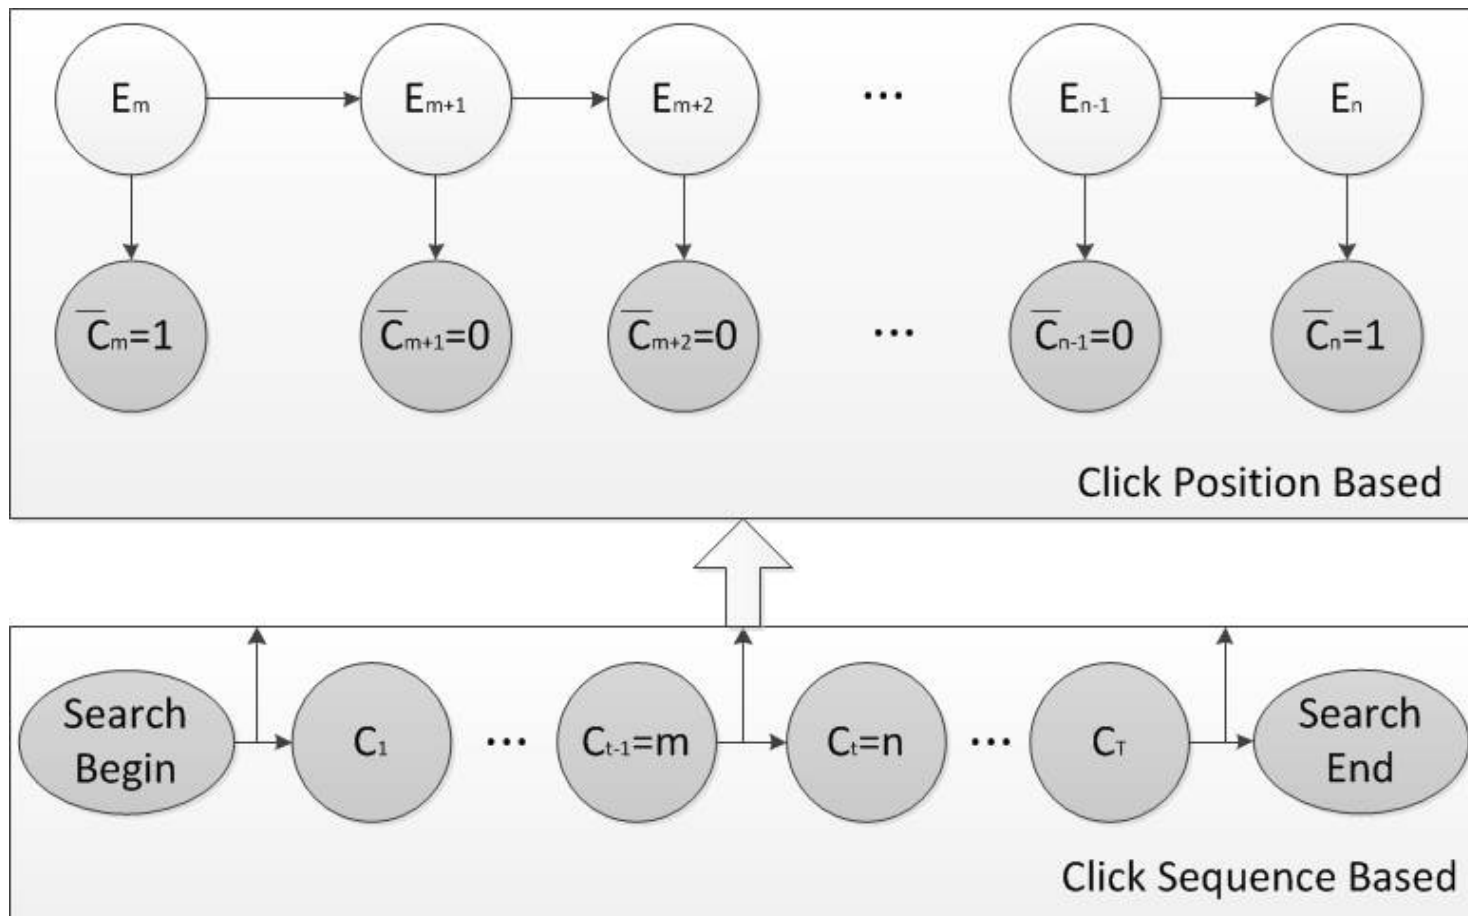 Eₘ Eₘ₊₁ Eₘ₊₂ ... Eₙ₋₁ Eₙ
C̅ₘ=1 C̅ₘ₊₁=0 C̅ₘ₊₂=0 ... C̅ₙ₋₁=0 C̅ₙ=1
Click Position Based
Search
Begin
C₁ ... Cₜ₋₁=m Cₜ=n ... C_T
Search
End
Click Sequence Based